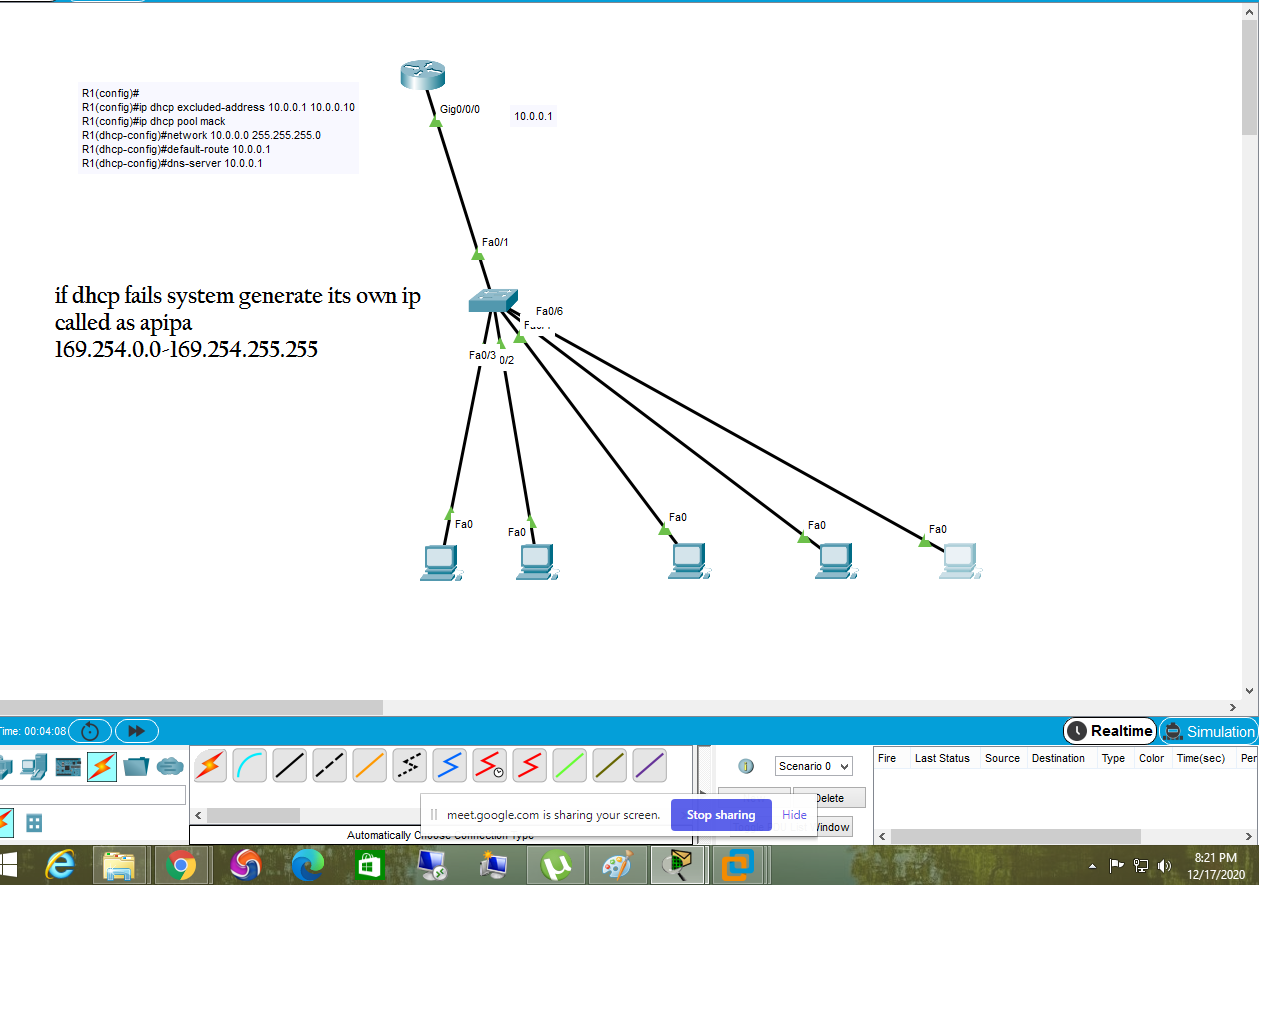 R1(config)#
R1(config)#ip dhcp excluded-address 10.0.0.1 10.0.0.10
R1(config)#ip dhcp pool mack
R1(dhcp-config)#network 10.0.0.0 255.255.255.0
R1(dhcp-config)#default-route 10.0.0.1
R1(dhcp-config)#dns-server 10.0.0.1
Gig0/0/0
10.0.0.1
Fa0/1
if dhcp fails system generate its own ip
called as apipa
169.254.0.0-169.254.255.255
Fa0/6
Fa0/3
0/2
Fa0
Fa0
Fa0
Fa0
Fa0
Time: 00:04:08
Realtime
Simulation
Scenario 0
Fire Last Status Source Destination Type Color Time(sec) Per
Delete
meet.google.com is sharing your screen.
Stop sharing
Hide
Window
Automatically Choose Connection Type
8:21 PM
12/17/2020